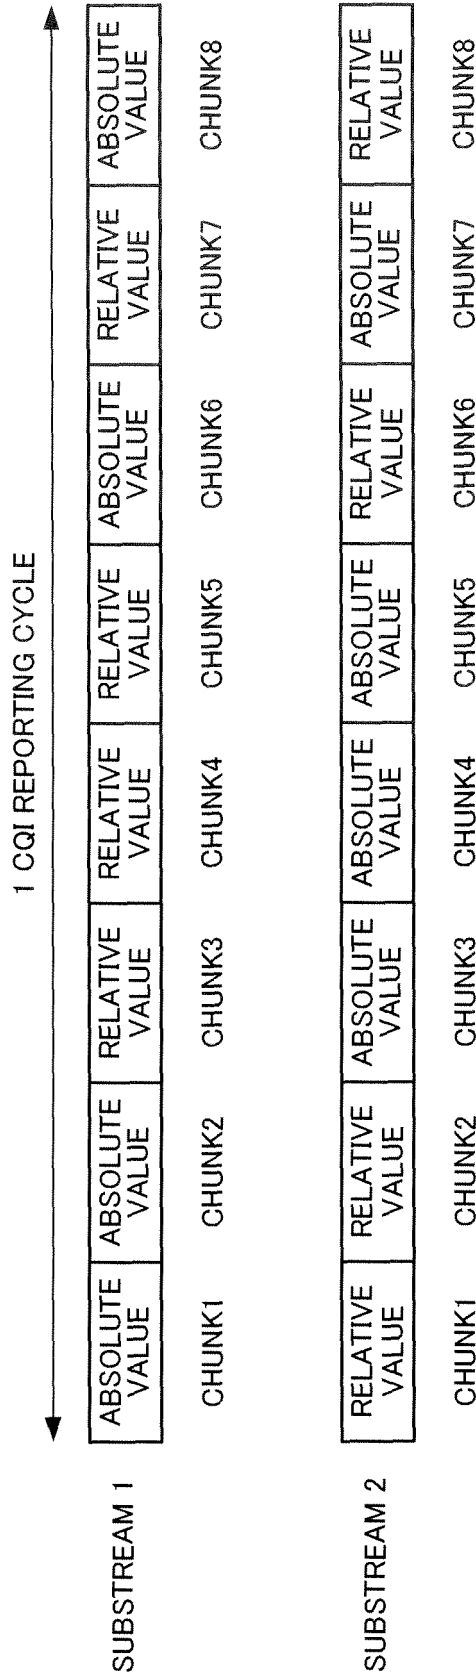 1 CQI REPORTING CYCLE
SUBSTREAM 1
ABSOLUTE
VALUE
ABSOLUTE
VALUE
RELATIVE
VALUE
RELATIVE
VALUE
RELATIVE
VALUE
ABSOLUTE
VALUE
RELATIVE
VALUE
ABSOLUTE
VALUE
CHUNK1
CHUNK2
CHUNK3
CHUNK4
CHUNK5
CHUNK6
CHUNK7
CHUNK8
SUBSTREAM 2
RELATIVE
VALUE
RELATIVE
VALUE
ABSOLUTE
VALUE
ABSOLUTE
VALUE
ABSOLUTE
VALUE
RELATIVE
VALUE
ABSOLUTE
VALUE
RELATIVE
VALUE
CHUNK1
CHUNK2
CHUNK3
CHUNK4
CHUNK5
CHUNK6
CHUNK7
CHUNK8